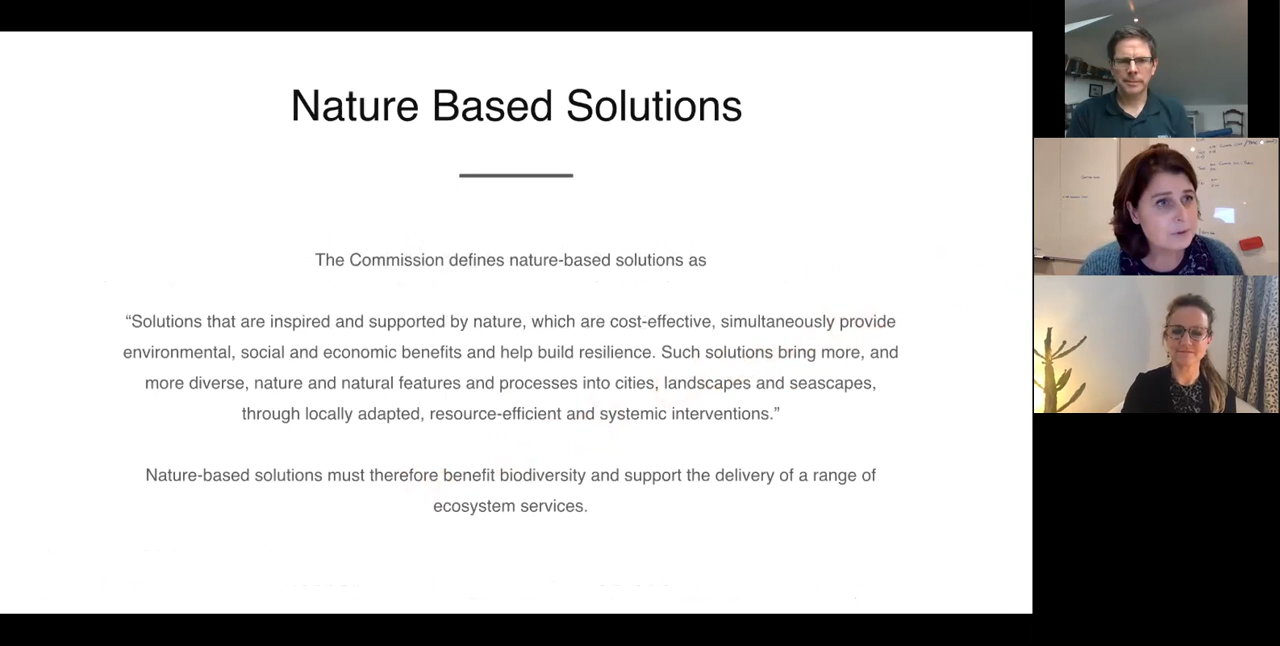 Nature Based Solutions
The Commission defines nature-based solutions as
“Solutions that are inspired and supported by nature, which are cost-effective, simultaneously provide
environmental, social and economic benefits and help build resilience. Such solutions bring more, and
more diverse, nature and natural features and processes into cities, landscapes and seascapes,
through locally adapted, resource-efficient and systemic interventions.”
Nature-based solutions must therefore benefit biodiversity and support the delivery of a range of
ecosystem services.